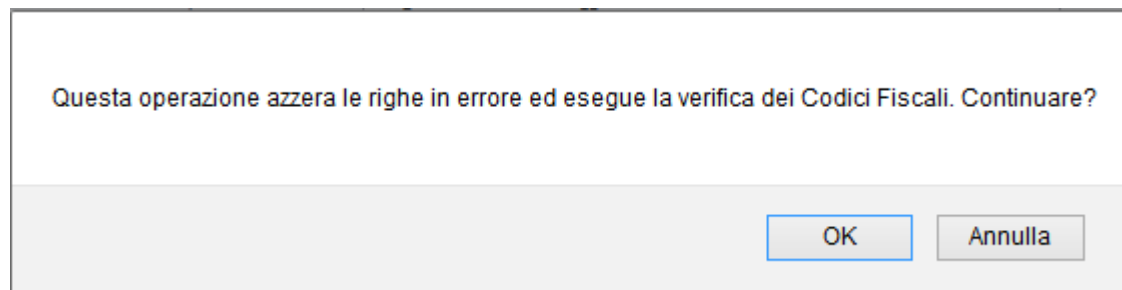 Questa operazione azzera le righe in errore ed esegue la verifica dei Codici Fiscali. Continuare?
OK
Annulla